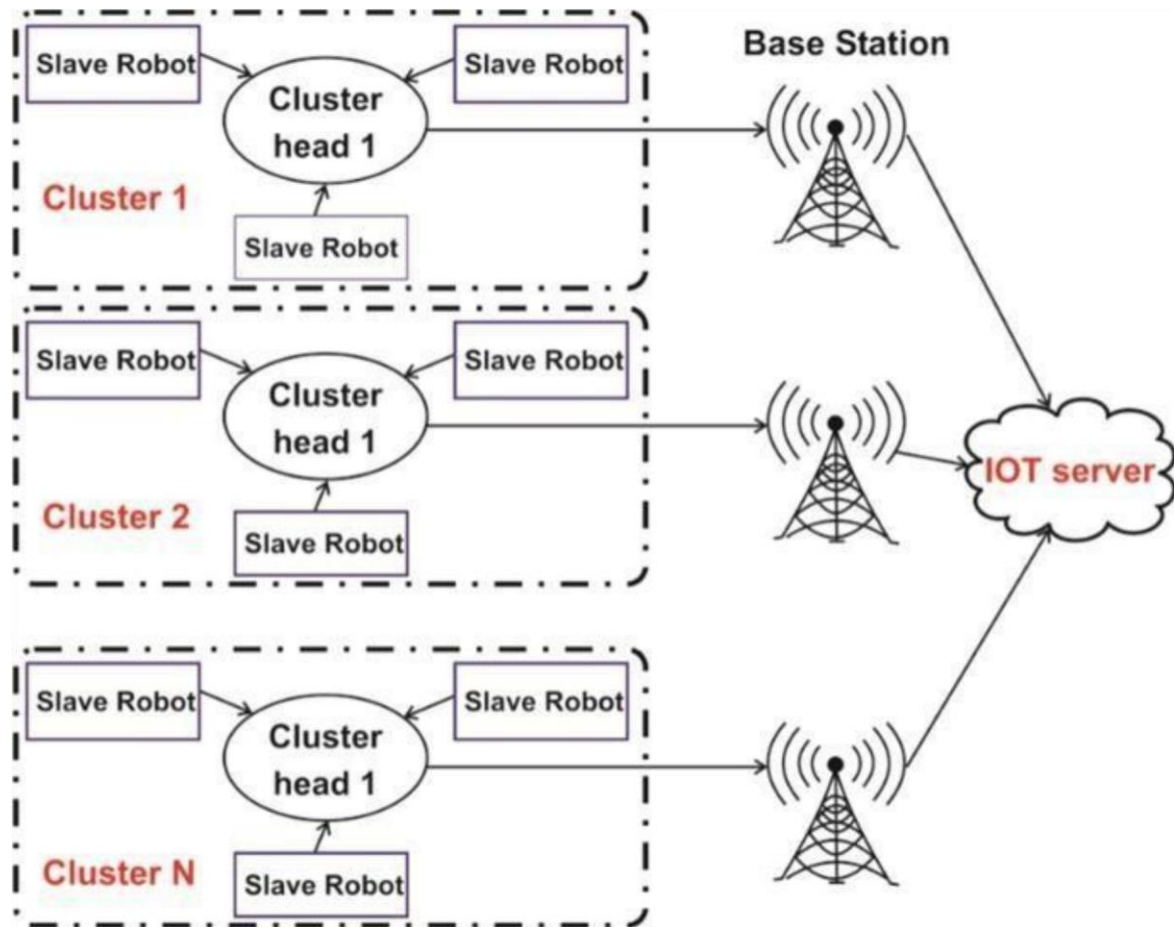 Slave Robot
Slave Robot
Base Station
Cluster
head 1
Cluster 1
Slave Robot
Slave Robot
Slave Robot
Cluster
head 1
IOT server
Cluster 2
Slave Robot
Slave Robot
Slave Robot
Cluster
head 1
Cluster N
Slave Robot